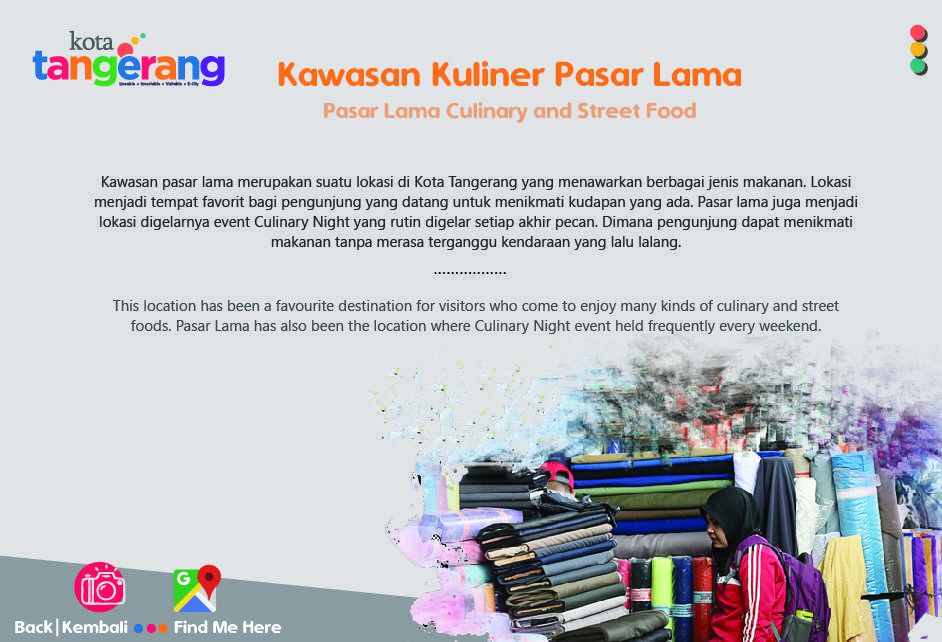 kota
tangerang
Liveable • Investable • Visitable • E-City
Kawasan Kuliner Pasar Lama
Pasar Lama Culinary and Street Food
Kawasan pasar lama merupakan suatu lokasi di Kota Tangerang yang menawarkan berbagai jenis makanan. Lokasi
menjadi tempat favorit bagi pengunjung yang datang untuk menikmati kudapan yang ada. Pasar lama juga menjadi
lokasi digelarnya event Culinary Night yang rutin digelar setiap akhir pecan. Dimana pengunjung dapat menikmati
makanan tanpa merasa terganggu kendaraan yang lalu lalang.
.................
This location has been a favourite destination for visitors who come to enjoy many kinds of culinary and street
foods. Pasar Lama has also been the location where Culinary Night event held frequently every weekend.
G
Back|Kembali
Find Me Here